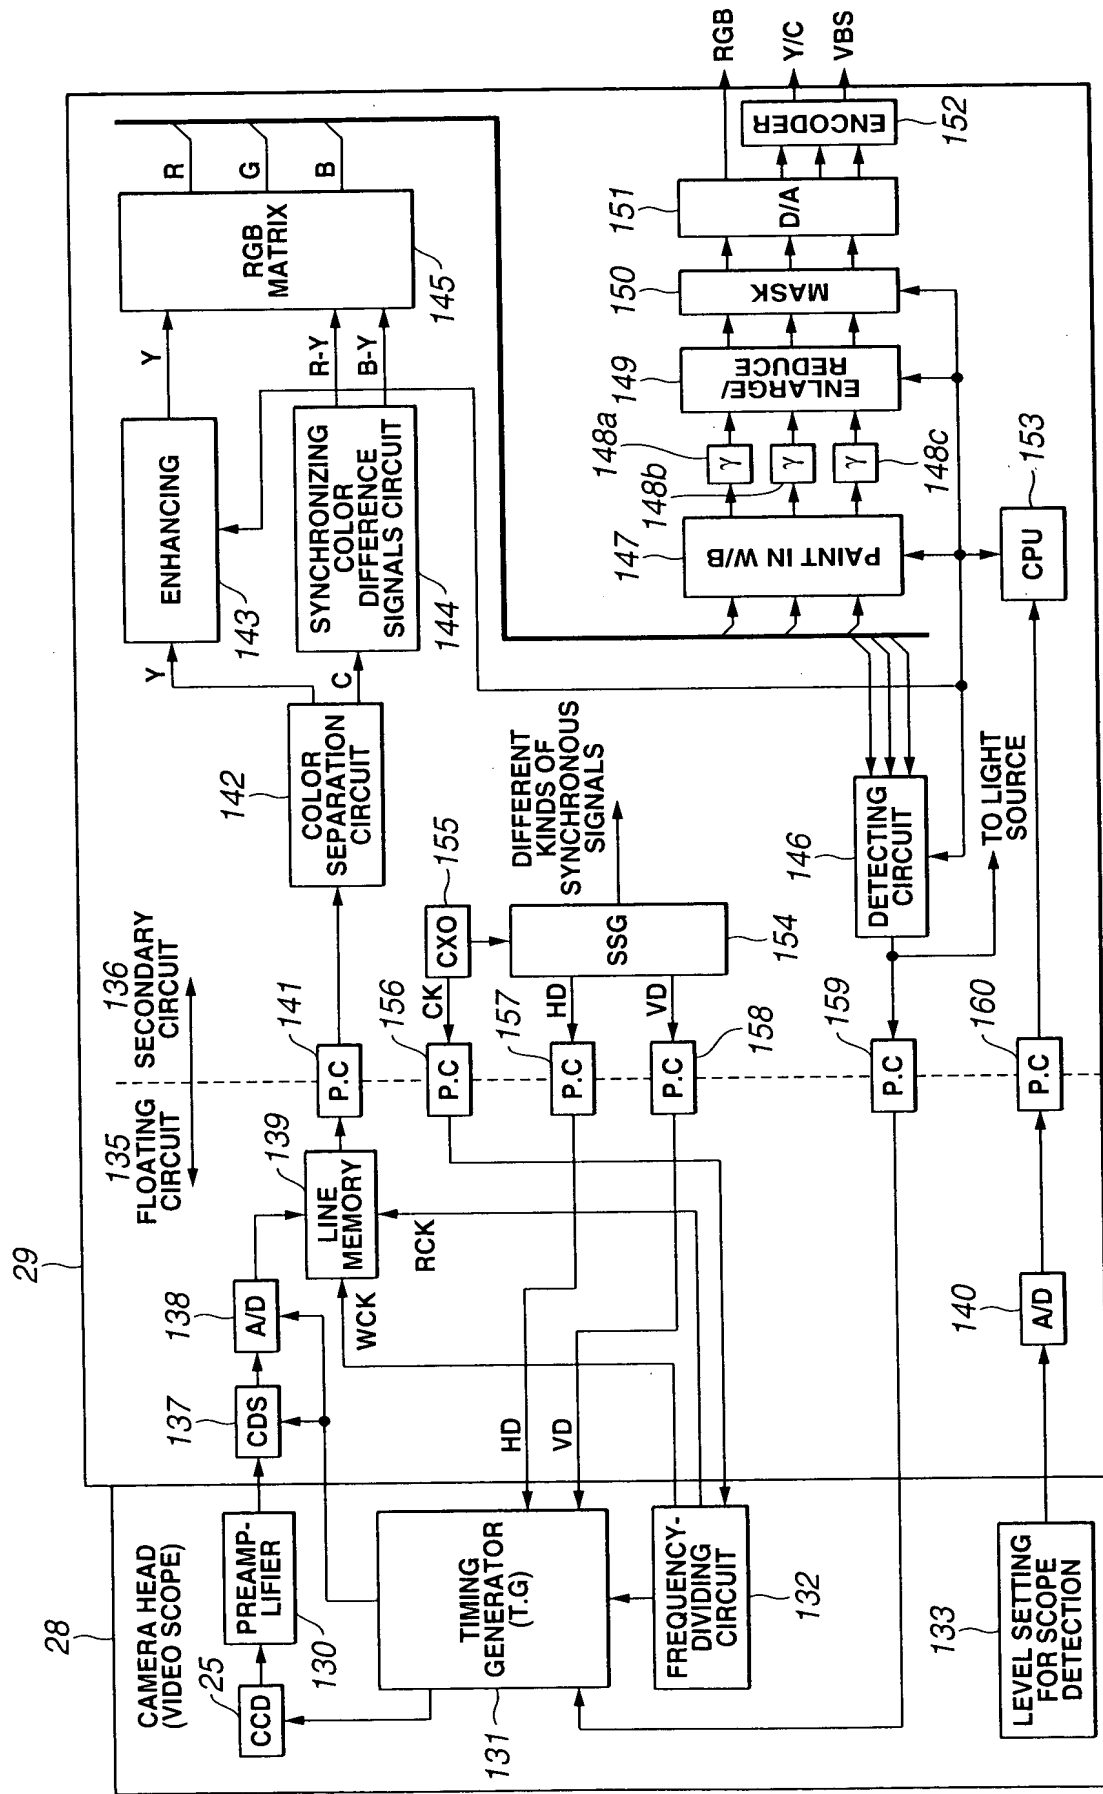 28
CAMERA HEAD
(VIDEO SCOPE)
25
CCD
PREAMP-
LIFIER
130
131
TIMING
GENERATOR
(T.G)
FREQUENCY-
DIVIDING
CIRCUIT
132
133
LEVEL SETTING
FOR SCOPE
DETECTION
29
135
FLOATING
CIRCUIT
136
SECONDARY
CIRCUIT
137
CDS
138
A/D
139
LINE
MEMORY
WCK
RCK
HD
VD
140
A/D
141
P.C
156
P.C
CK
157
P.C
HD
158
P.C
VD
159
P.C
160
P.C
155
CXO
SSG
154
DIFFERENT
KINDS OF
SYNCHRONOUS
SIGNALS
142
COLOR
SEPARATION
CIRCUIT
Y
C
143
ENHANCING
Y
144
SYNCHRONIZING
COLOR
DIFFERENCE
SIGNALS CIRCUIT
R-Y
B-Y
145
RGB
MATRIX
R
G
B
146
DETECTING
CIRCUIT
TO LIGHT
SOURCE
147
PAINT IN W/B
148a
γ
148b
γ
148c
γ
149
ENLARGE/
REDUCE
150
MASK
151
D/A
152
ENCODER
153
CPU
RGB
Y/C
VBS